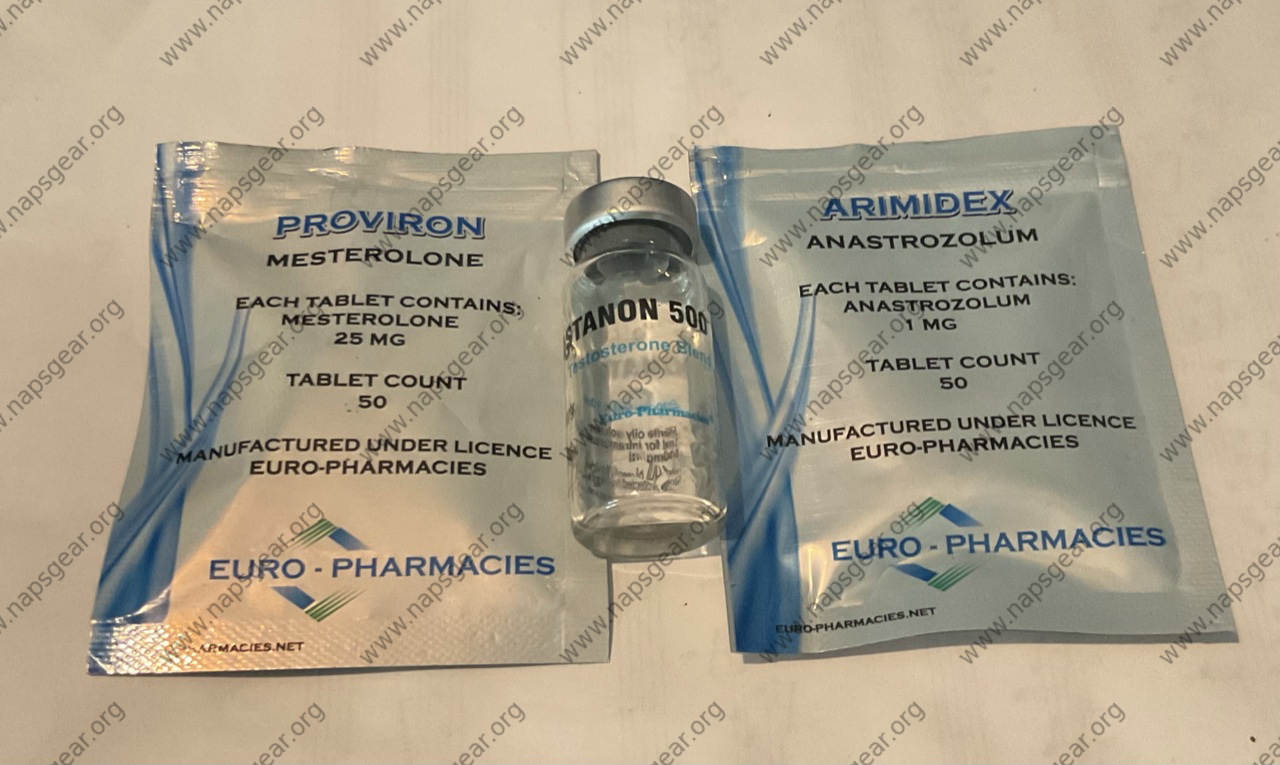 PROVIRON
MESTEROLONE
EACH TABLET CONTAINS:
MESTEROLONE
25 MG
TABLET COUNT
50
MANUFACTURED UNDER LICENCE
EURO-PHARMACIES
EURO - PHARMACIES
ARMACIES.NET
STANON 500
Testosterone Blend
Euro-Pharmacies
ARIMIDEX
ANASTROZOLUM
EACH TABLET CONTAINS:
ANASTROZOLUM
1 MG
TABLET COUNT
50
MANUFACTURED UNDER LICENCE
EURO-PHARMACIES
EURO - PHARMACIES
EURO-PHARMACIES.NET
www.napsgear.org